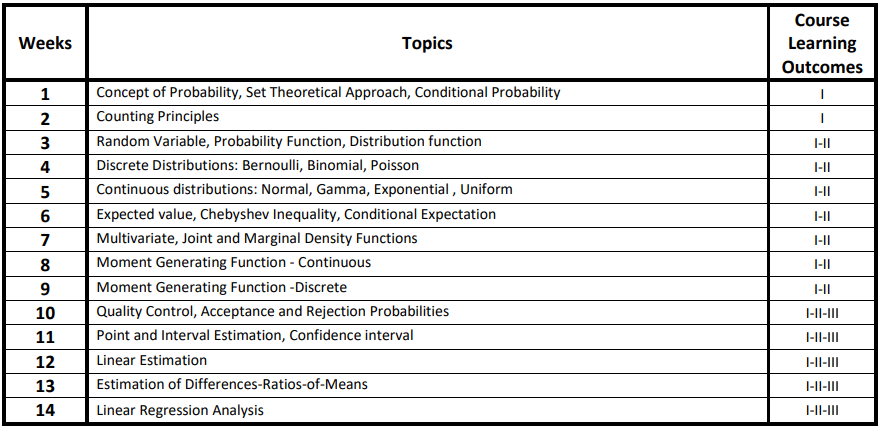 Weeks Topics Course Learning Outcomes
1 Concept of Probability, Set Theoretical Approach, Conditional Probability I
2 Counting Principles I
3 Random Variable, Probability Function, Distribution function I-II
4 Discrete Distributions: Bernoulli, Binomial, Poisson I-II
5 Continuous distributions: Normal, Gamma, Exponential , Uniform I-II
6 Expected value, Chebyshev Inequality, Conditional Expectation I-II
7 Multivariate, Joint and Marginal Density Functions I-II
8 Moment Generating Function - Continuous I-II
9 Moment Generating Function -Discrete I-II
10 Quality Control, Acceptance and Rejection Probabilities I-II-III
11 Point and Interval Estimation, Confidence interval I-II-III
12 Linear Estimation I-II-III
13 Estimation of Differences-Ratios-of-Means I-II-III
14 Linear Regression Analysis I-II-III